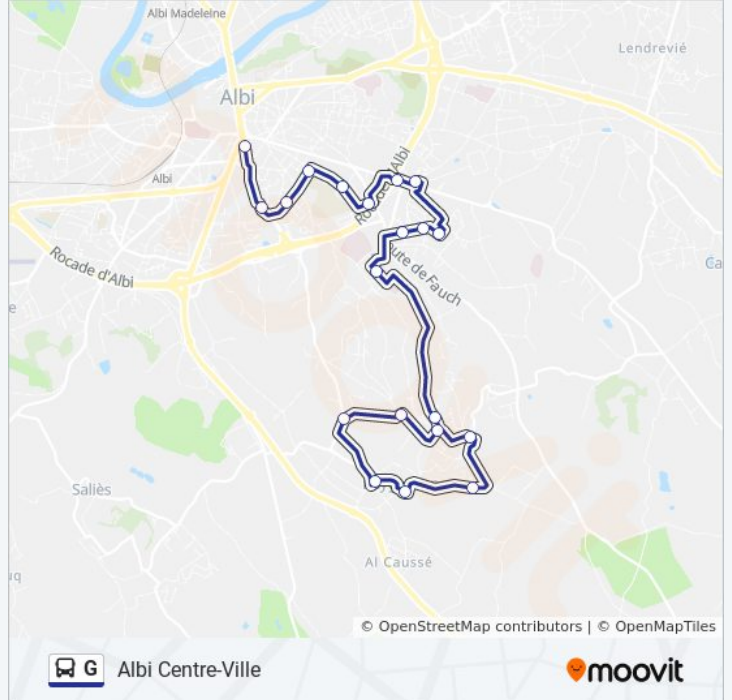 Albi Madeleine
Lendrevié
Albi
Albi
Rocade d'Albi
Ca
Rocade d'Albi
oute de Fauch
e
Saliès
Al Caussé
uq
© OpenStreetMap contributors | © OpenMapTiles
G Albi Centre-Ville
moovit